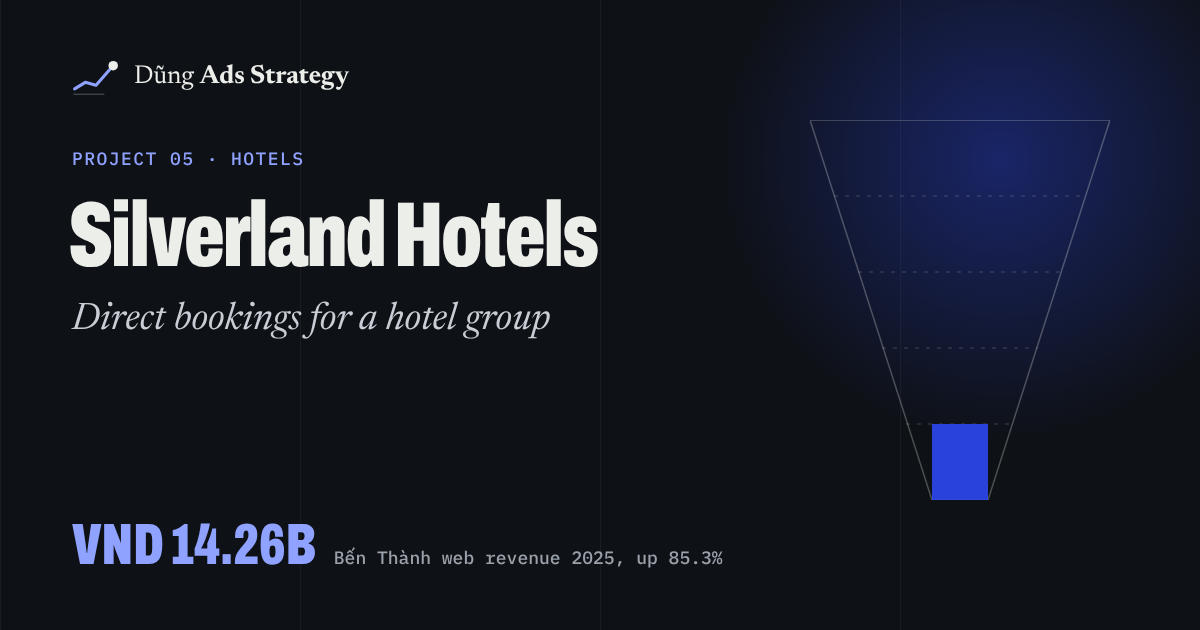 Dũng Ads Strategy
PROJECT 05 · HOTELS
Silverland Hotels
Direct bookings for a hotel group
VND 14.26B Bến Thành web revenue 2025, up 85.3%